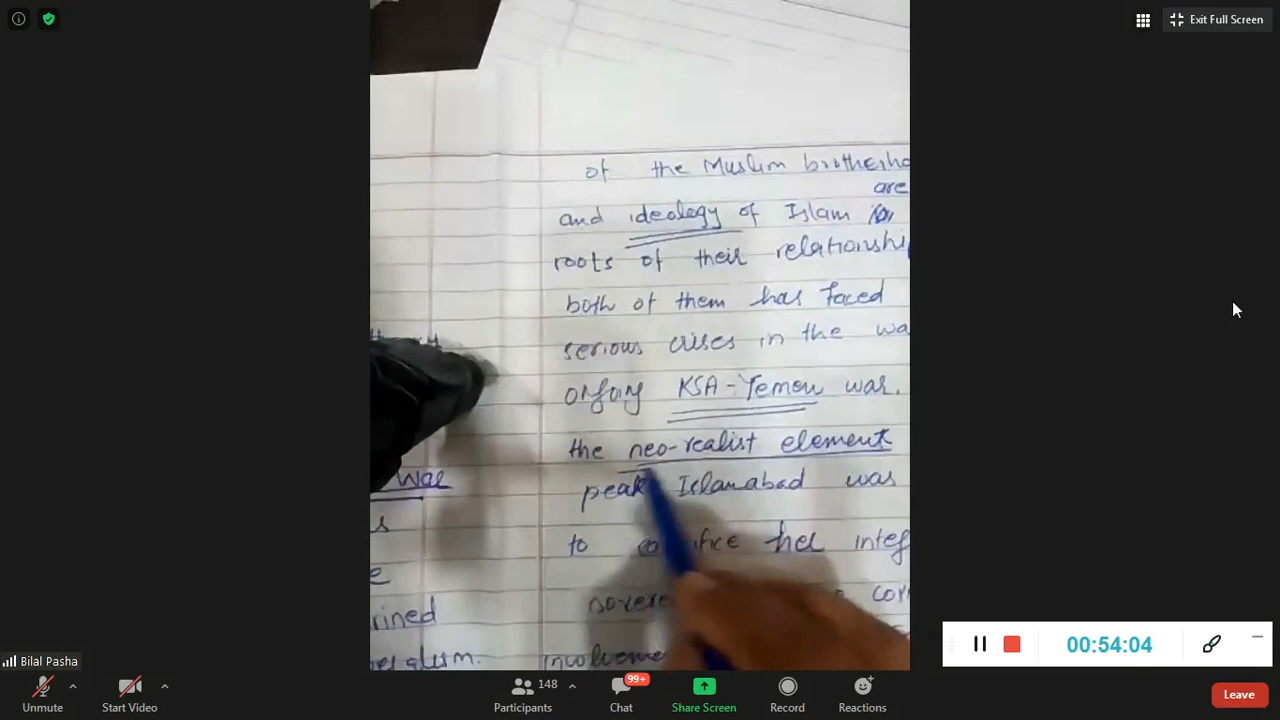 Exit Full Screen
of the Muslim brotherho
are
and ideology of Islam
roots of their relationshi
both of them has faced
serious crises in the wa
ongoing KSA-Yemen war.
the neo-realist element
peak Islamabad was
was
to her integ
s
e
rined
involveme
00:54:04
Bilal Pasha
148
99+
Unmute
Start Video
Participants
Chat
Share Screen
Record
Reactions
Leave